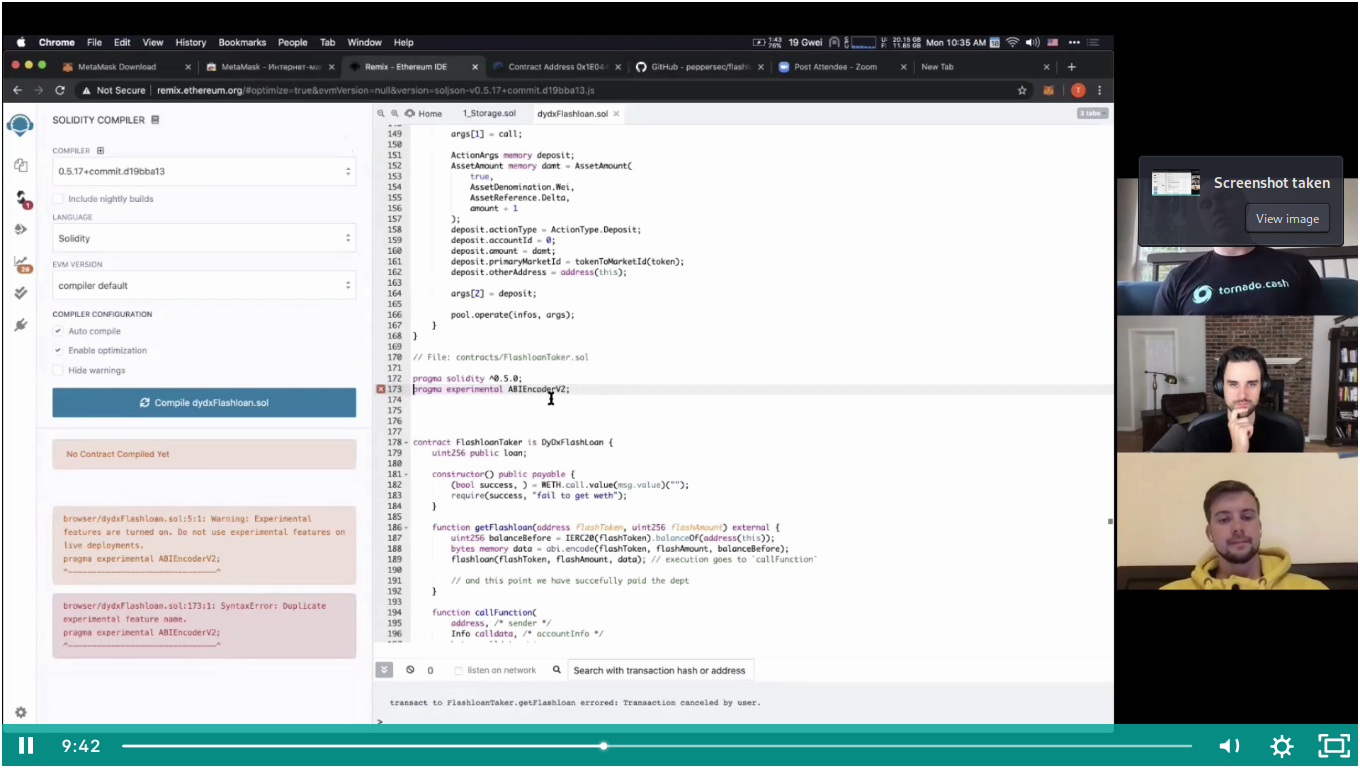 Chrome File Edit View History Bookmarks People Tab Window Help
1:43 76% 19 Gwei U: 20.15 GB F: 11.85 GB Mon 10:35 AM
MetaMask Download
MetaMask - Интернет-ма
Remix - Ethereum IDE
Contract Address 0x1E04
GitHub - peppersec/flash
Post Attendee - Zoom
New Tab
Not Secure remix.ethereum.org/#optimize=true&evmVersion=null&version=soljson-v0.5.17+commit.d19bba13.js
SOLIDITY COMPILER
COMPILER
0.5.17+commit.d19bba13
Include nightly builds
LANGUAGE
Solidity
EVM VERSION
compiler default
COMPILER CONFIGURATION
Auto compile
Enable optimization
Hide warnings
Compile dydxFlashloan.sol
No Contract Compiled Yet
browser/dydxFlashloan.sol:5:1: Warning: Experimental
features are turned on. Do not use experimental features on
live deployments.
pragma experimental ABIEncoderV2;
^-------------------------------^
browser/dydxFlashloan.sol:173:1: SyntaxError: Duplicate
experimental feature name.
pragma experimental ABIEncoderV2;
^-------------------------------^
1
26
Home 1_Storage.sol dydxFlashloan.sol 3 tabs
149 args[1] = call;
150
151 ActionArgs memory deposit;
152 AssetAmount memory damt = AssetAmount(
153 true,
154 AssetDenomination.Wei,
155 AssetReference.Delta,
156 amount + 1
157 );
158 deposit.actionType = ActionType.Deposit;
159 deposit.accountId = 0;
160 deposit.amount = damt;
161 deposit.primaryMarketId = tokenToMarketId(token);
162 deposit.otherAddress = address(this);
163
164 args[2] = deposit;
165
166 pool.operate(infos, args);
167 }
168 }
169
170 // File: contracts/FlashloanTaker.sol
171
172 pragma solidity ^0.5.0;
173 pragma experimental ABIEncoderV2;
174
175
176
177
178 contract FlashloanTaker is DyDxFlashLoan {
179 uint256 public loan;
180
181 constructor() public payable {
182 (bool success, ) = WETH.call.value(msg.value)("");
183 require(success, "fail to get weth");
184 }
185
186 function getFlashloan(address flashToken, uint256 flashAmount) external {
187 uint256 balanceBefore = IERC20(flashToken).balanceOf(address(this));
188 bytes memory data = abi.encode(flashToken, flashAmount, balanceBefore);
189 flashloan(flashToken, flashAmount, data); // execution goes to `callFunction`
190
191 // and this point we have succefully paid the dept
192 }
193
194 function callFunction(
195 address, /* sender */
196 Info calldata, /* accountInfo */
0 listen on network Search with transaction hash or address
transact to FlashloanTaker.getFlashloan errored: Transaction canceled by user.
>
Screenshot taken
View image
tornado.cash
9:42